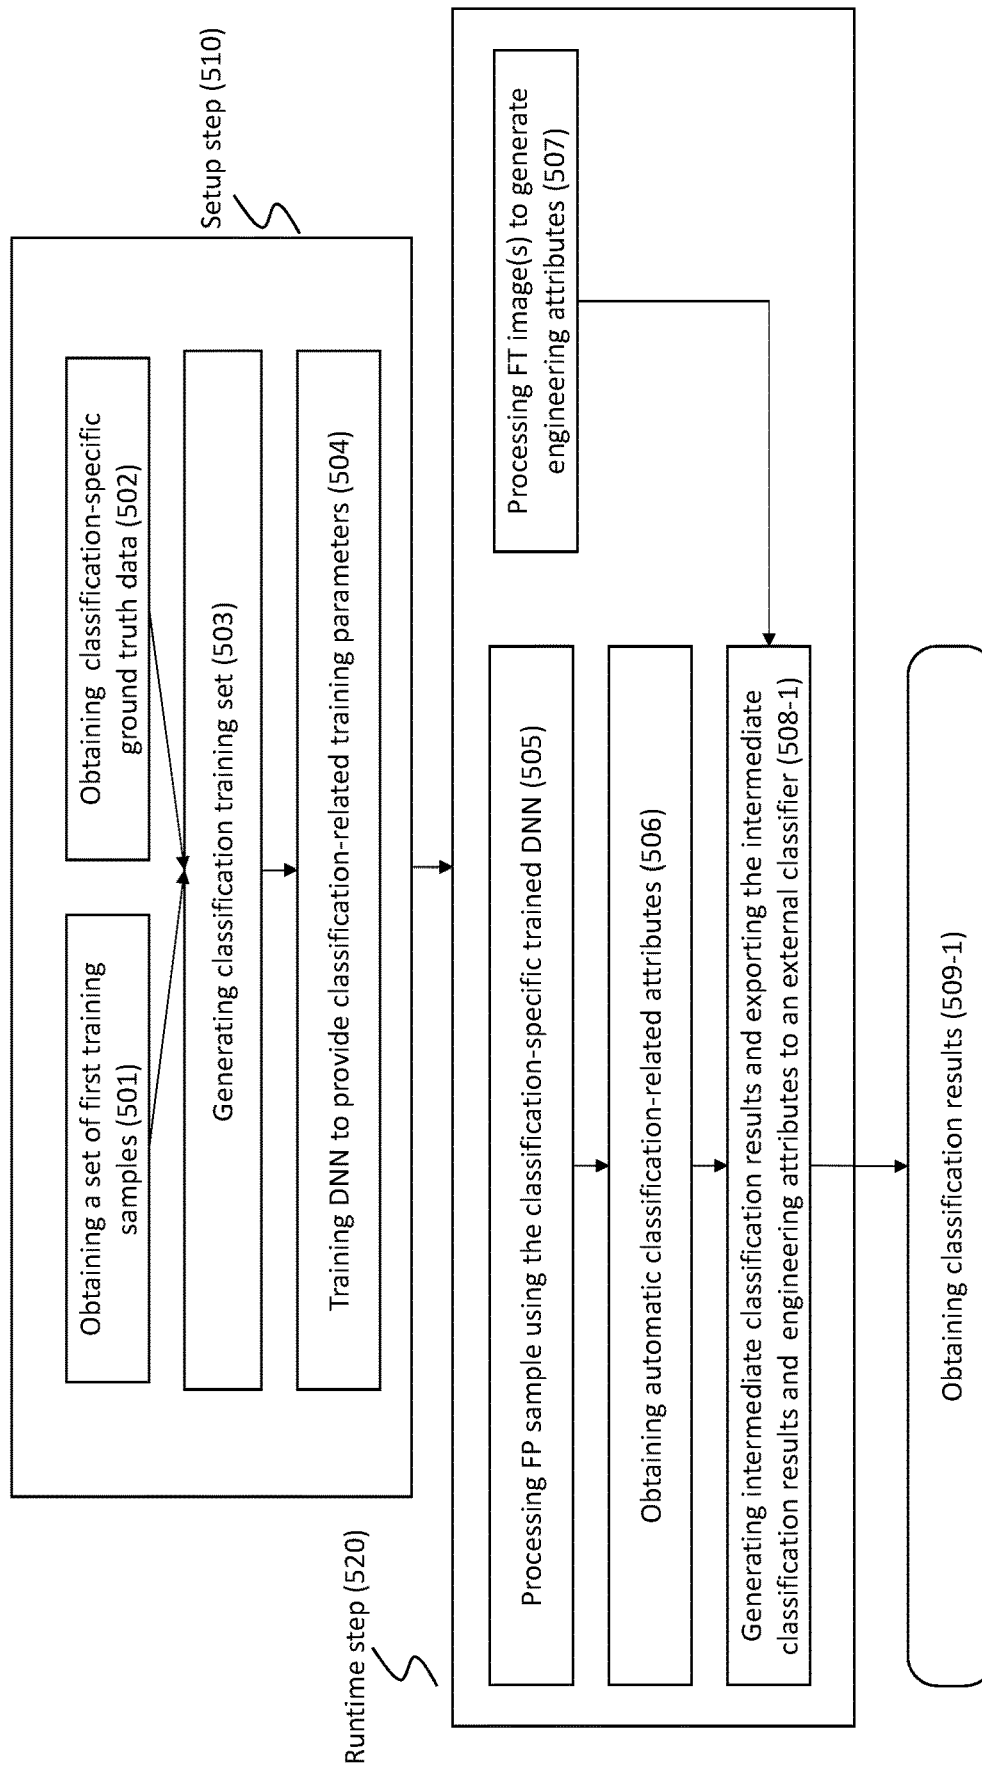 Setup step (510)
Obtaining a set of first training
samples (501)
Obtaining classification-specific
ground truth data (502)
Generating classification training set (503)
Training DNN to provide classification-related training parameters (504)
Runtime step (520)
Processing FP sample using the classification-specific trained DNN (505)
Processing FT image(s) to generate
engineering attributes (507)
Obtaining automatic classification-related attributes (506)
Generating intermediate classification results and exporting the intermediate
classification results and engineering attributes to an external classifier (508-1)
Obtaining classification results (509-1)